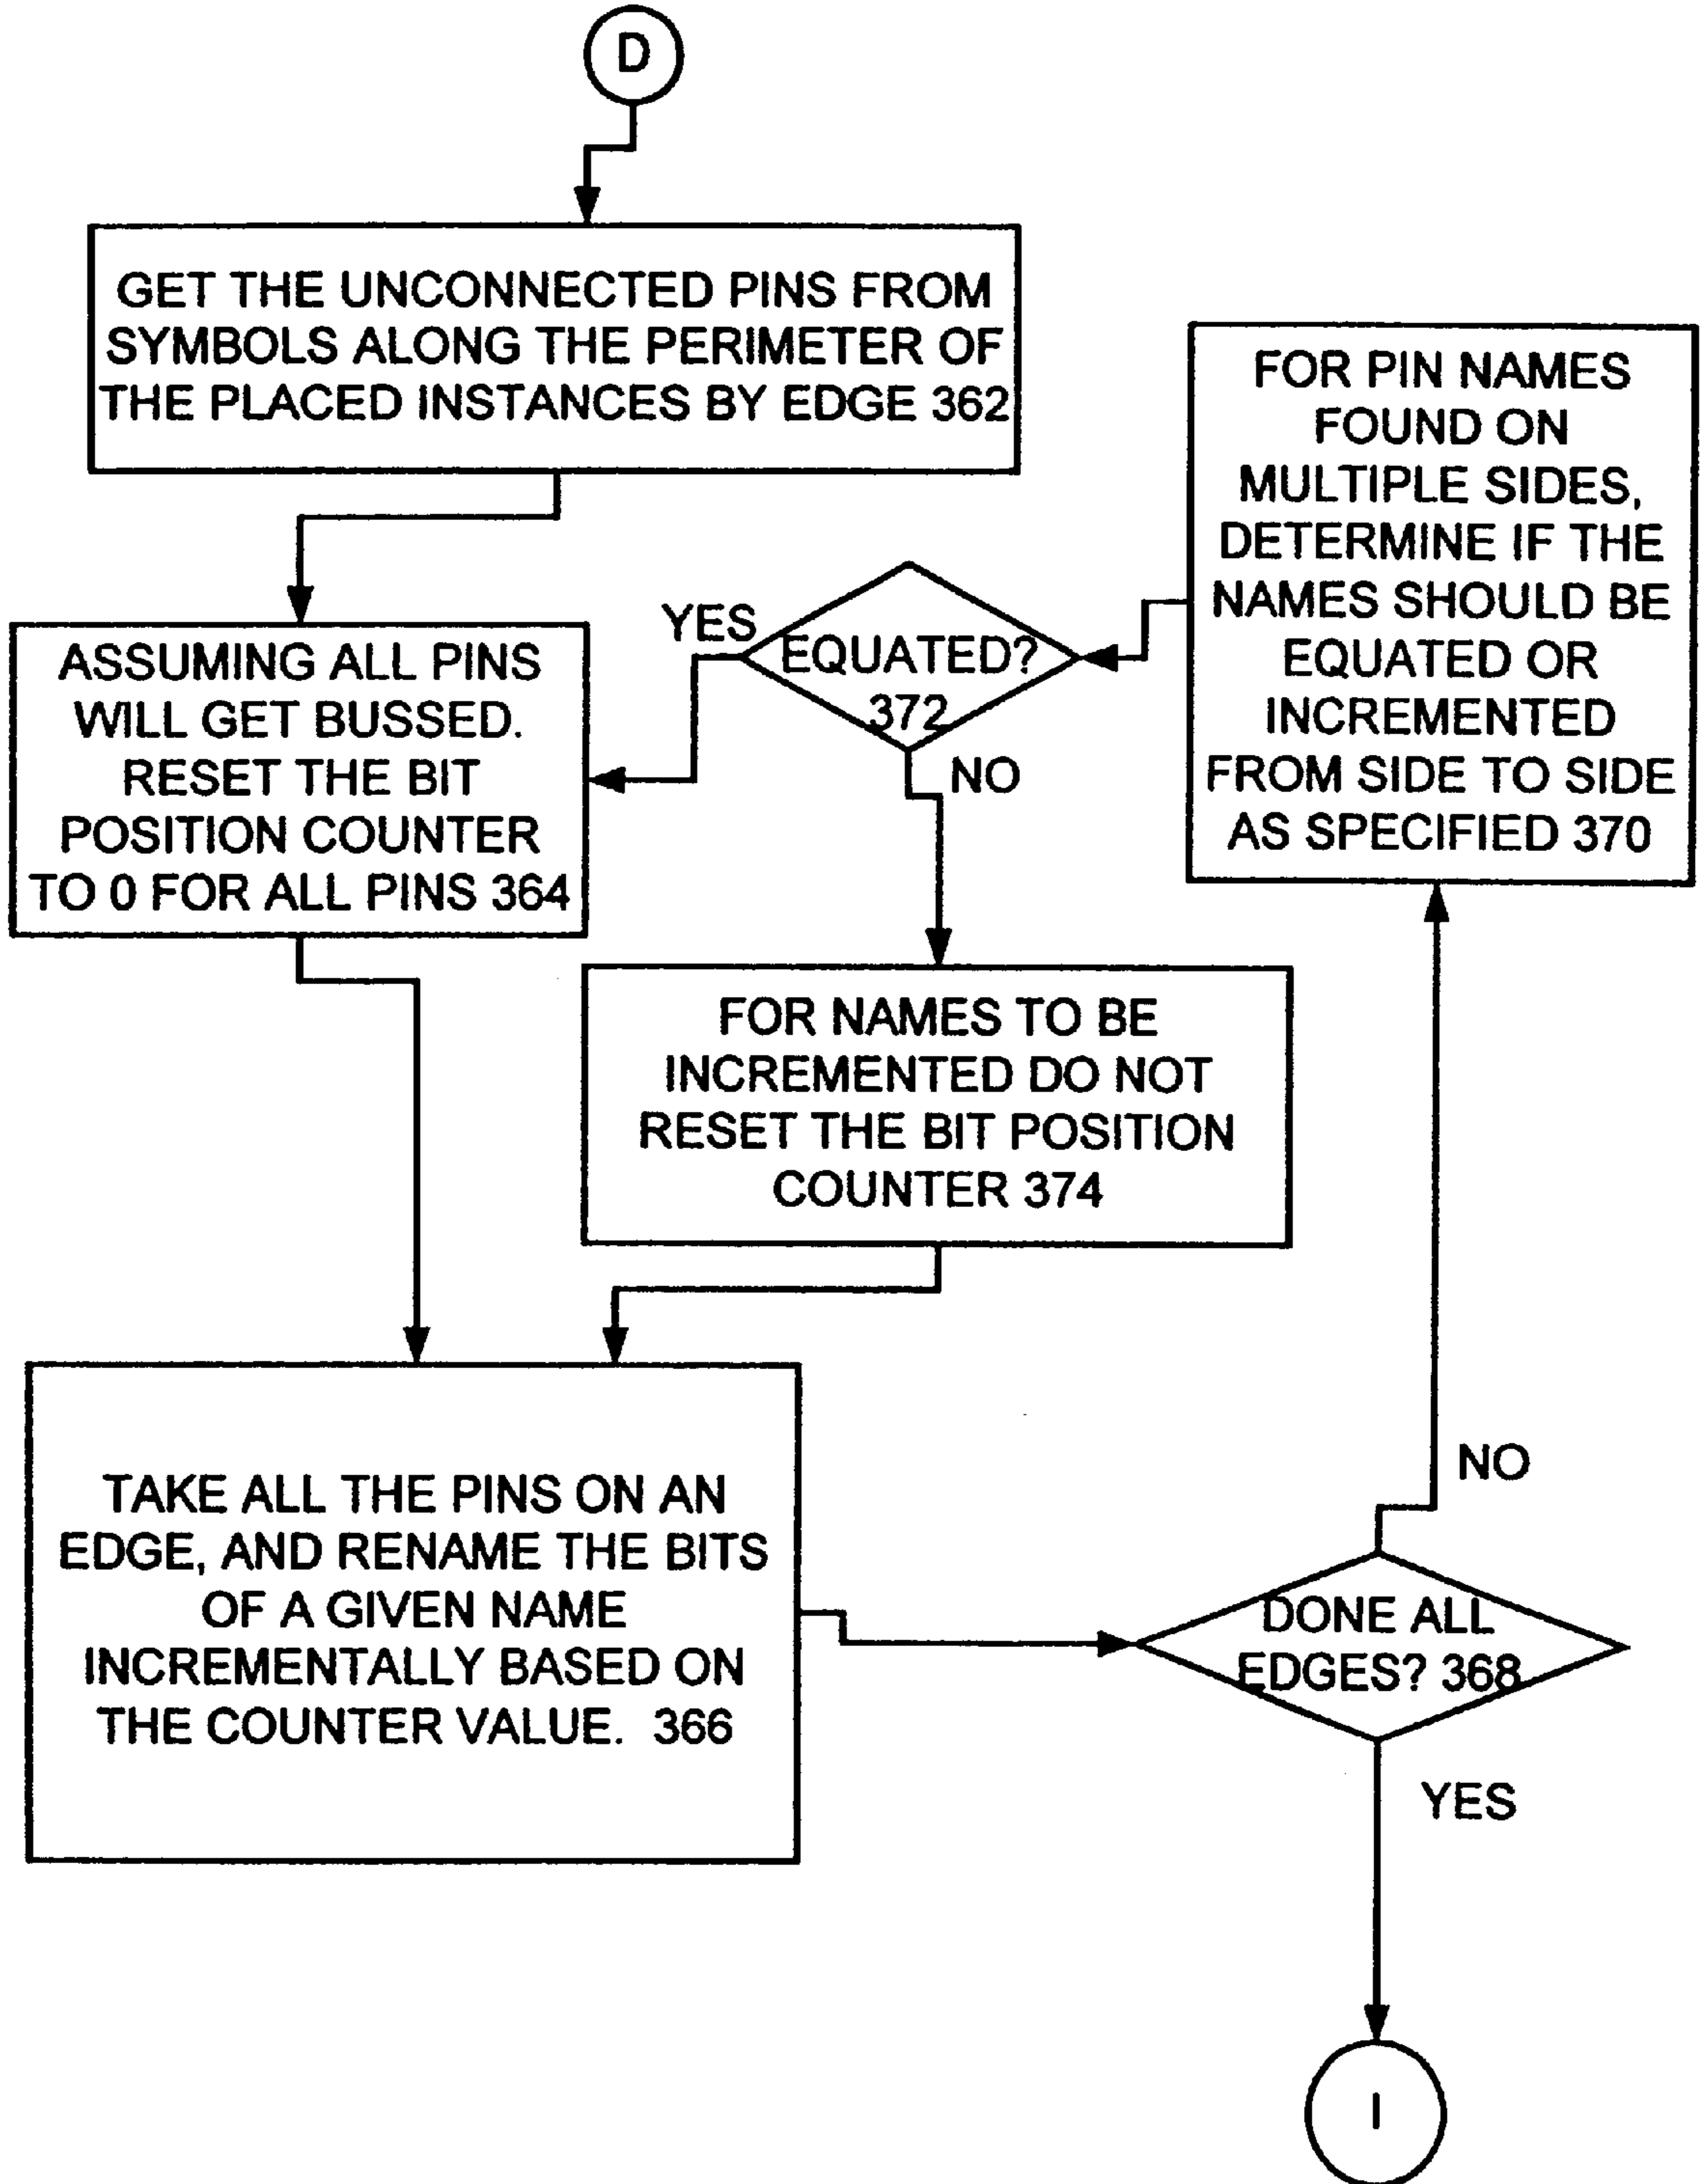 D
GET THE UNCONNECTED PINS FROM
SYMBOLS ALONG THE PERIMETER OF
THE PLACED INSTANCES BY EDGE 362
FOR PIN NAMES
FOUND ON
MULTIPLE SIDES,
DETERMINE IF THE
NAMES SHOULD BE
EQUATED OR
INCREMENTED
FROM SIDE TO SIDE
AS SPECIFIED 370
YES
EQUATED?
372
NO
ASSUMING ALL PINS
WILL GET BUSSED.
RESET THE BIT
POSITION COUNTER
TO 0 FOR ALL PINS 364
FOR NAMES TO BE
INCREMENTED DO NOT
RESET THE BIT POSITION
COUNTER 374
TAKE ALL THE PINS ON AN
EDGE, AND RENAME THE BITS
OF A GIVEN NAME
INCREMENTALLY BASED ON
THE COUNTER VALUE. 366
NO
DONE ALL
EDGES? 368
YES
I